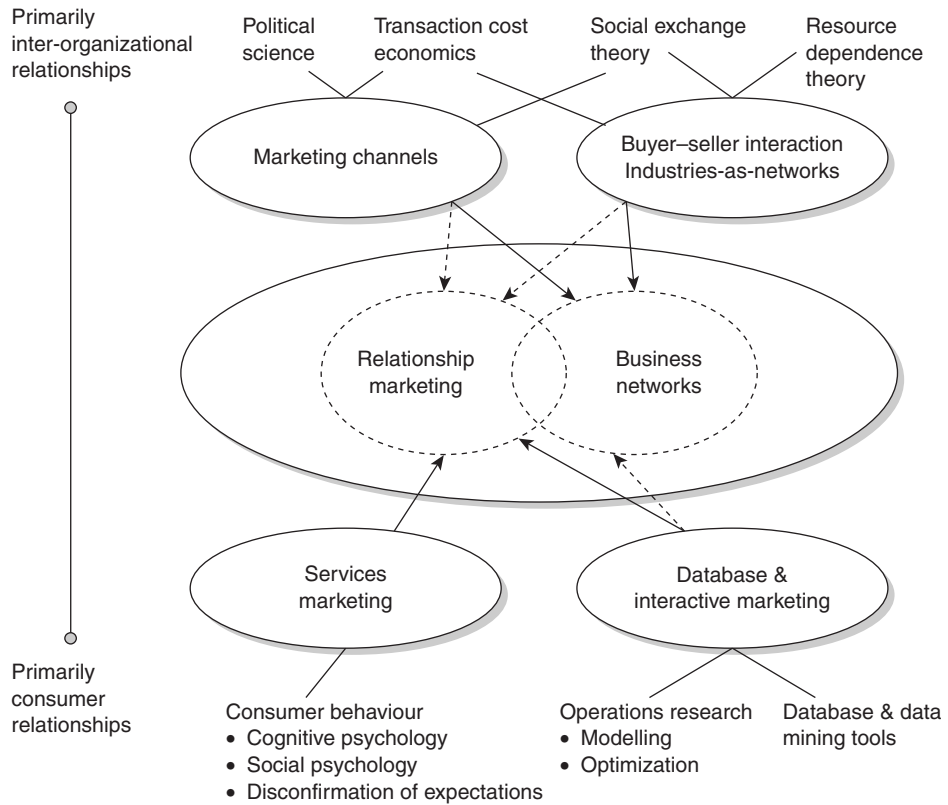 Primarily
inter-organizational
relationships
Political
science
Transaction cost
economics
Social exchange
theory
Resource
dependence
theory
Marketing channels
Buyer–seller interaction
Industries-as-networks
Relationship
marketing
Business
networks
Services
marketing
Database &
interactive marketing
Primarily
consumer
relationships
Consumer behaviour
• Cognitive psychology
• Social psychology
• Disconfirmation of expectations
Operations research
• Modelling
• Optimization
Database & data
mining tools